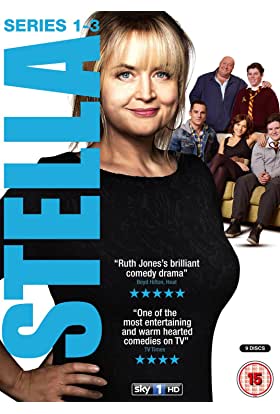 SERIES 1-3
STELLA
"Ruth Jones's brilliant
comedy drama"
Boyd Hilton, Heat
"One of the
most entertaining
and warm hearted
comedies on TV"
TV Times
sky 1 HD
9 DISCS
15